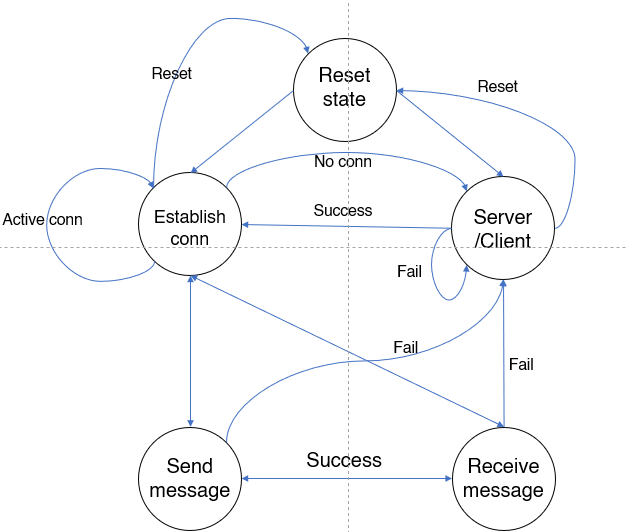 Reset
state
Reset
Reset
No conn
Active conn
Establish
conn
Success
Server
/Client
Fail
Fail
Fail
Send
message
Success
Receive
message